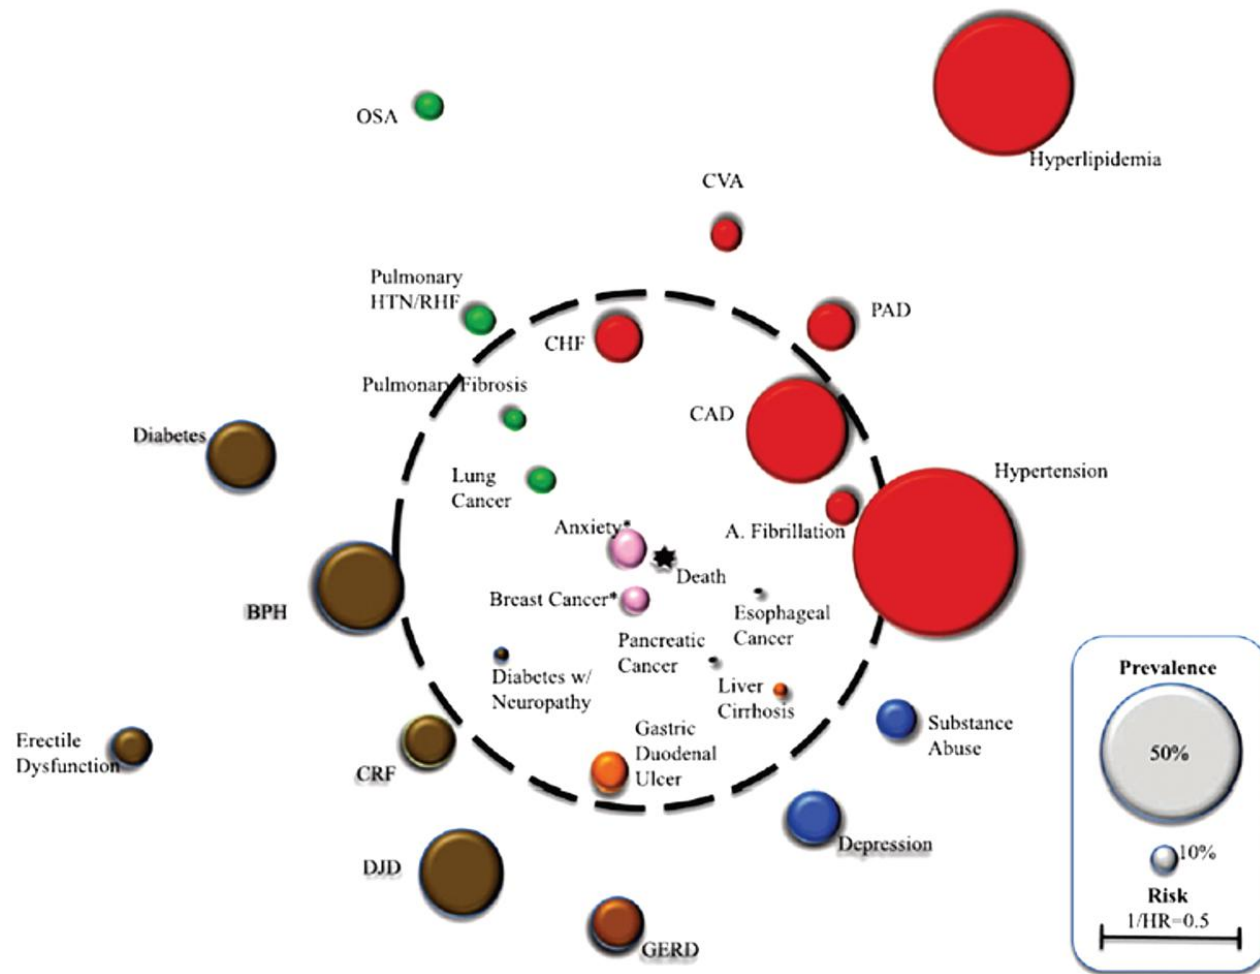 OSA
Hyperlipidemia
CVA
Pulmonary
HTN/RHF
PAD
CHF
Pulmonary Fibrosis
CAD
Diabetes
Lung
Cancer
Hypertension
Anxiety*
A. Fibrillation
Death
Breast Cancer*
BPH
Esophageal
Cancer
Pancreatic
Cancer
Diabetes w/
Neuropathy
Liver
Cirrhosis
Substance
Abuse
Gastric
Duodenal
Ulcer
Erectile
Dysfunction
CRF
Depression
DJD
GERD
Prevalence
50%
10%
Risk
1/HR=0.5